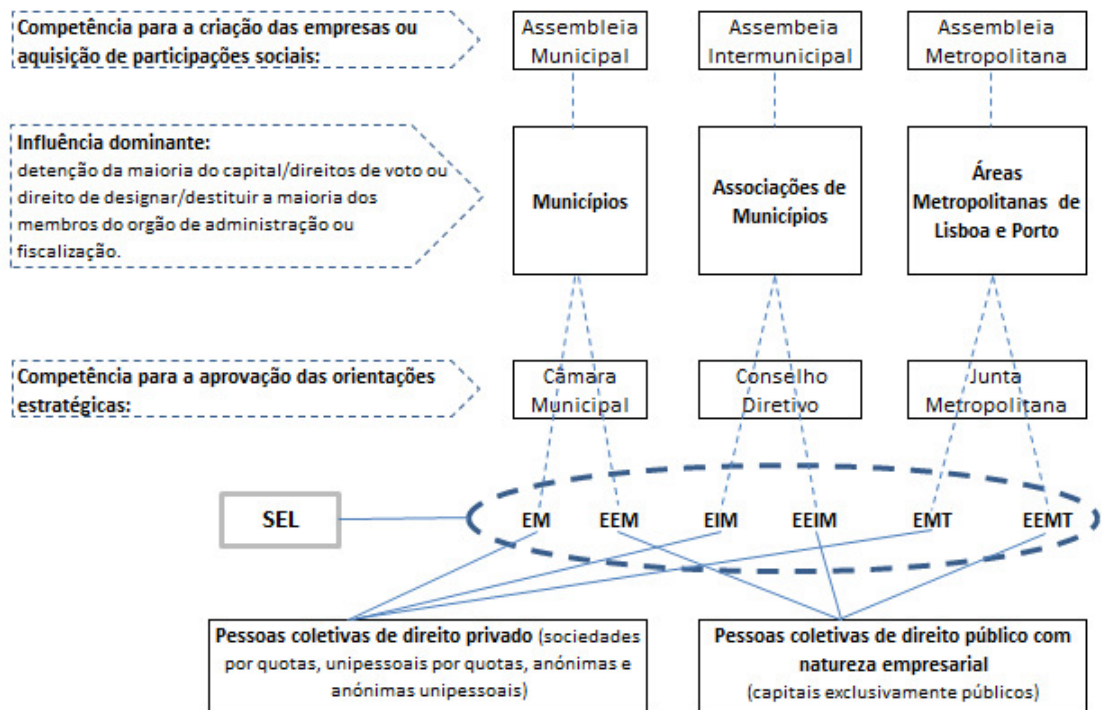 Competência para a criação das empresas ou
aquisição de participações sociais:
Assembleia
Municipal
Assembeia
Intermunicipal
Assembleia
Metropolitana
Influência dominante:
detenção da maioria do capital/direitos de voto ou
direito de designar/destituir a maioria dos
membros do orgão de administração ou
fiscalização.
Municípios
Associações de
Municípios
Áreas
Metropolitanas de
Lisboa e Porto
Competência para a aprovação das orientações
estratégicas:
Câmara
Municipal
Conselho
Diretivo
Junta
Metropolitana
SEL
EM
EEM
EIM
EEIM
EMT
EEMT
Pessoas coletivas de direito privado (sociedades
por quotas, unipessoais por quotas, anónimas e
anónimas unipessoais)
Pessoas coletivas de direito público com
natureza empresarial
(capitais exclusivamente públicos)